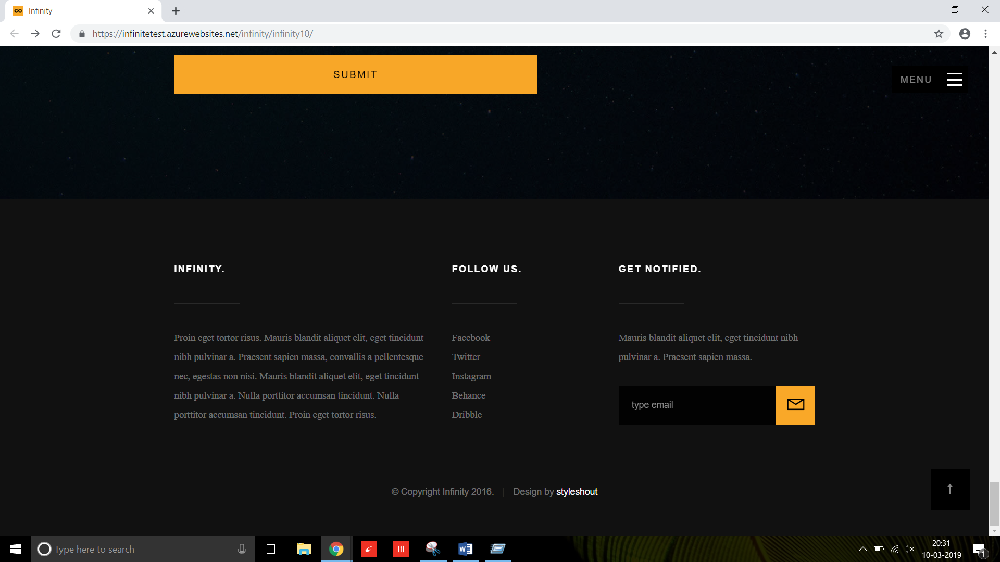 Infinity
https://infinitetest.azurewebsites.net/infinity/infinity10/
SUBMIT
MENU
INFINITY.
Proin eget tortor risus. Mauris blandit aliquet elit, eget tincidunt
nibh pulvinar a. Praesent sapien massa, convallis a pellentesque
nec, egestas non nisi. Mauris blandit aliquet elit, eget tincidunt
nibh pulvinar a. Nulla porttitor accumsan tincidunt. Nulla
porttitor accumsan tincidunt. Proin eget tortor risus.
FOLLOW US.
Facebook
Twitter
Instagram
Behance
Dribble
GET NOTIFIED.
Mauris blandit aliquet elit, eget tincidunt nibh
pulvinar a. Praesent sapien massa.
type email
© Copyright Infinity 2016. | Design by styleshout
Type here to search
W
20:31
10-03-2019
1